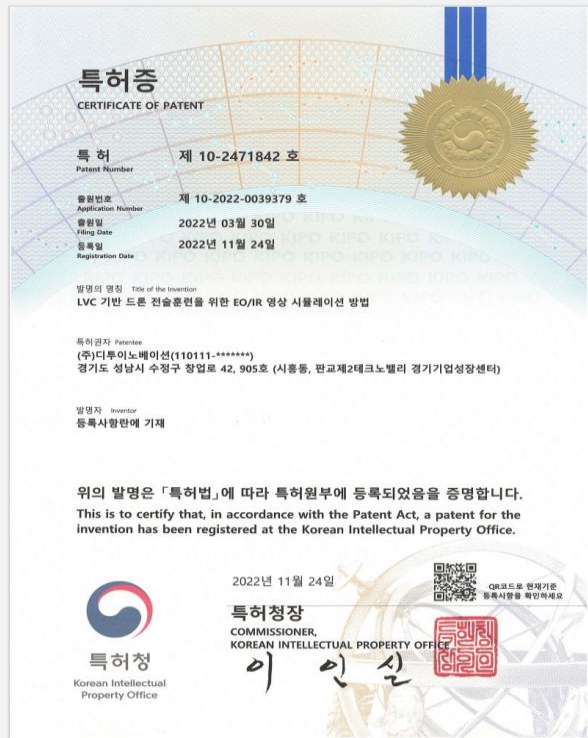 특허증
CERTIFICATE OF PATENT
특 허 제 10-2471842 호
Patent Number
출원번호 제 10-2022-0039379 호
Application Number
출원일 2022년 03월 30일
Filing Date
등록일 2022년 11월 24일
Registration Date
발명의 명칭 Title of the Invention
LVC 기반 드론 전술훈련을 위한 EO/IR 영상 시뮬레이션 방법
특허권자 Patentee
(주)디투이노베이션(110111-*******)
경기도 성남시 수정구 창업로 42, 905호 (시흥동, 판교제2테크노밸리 경기기업성장센터)
발명자 Inventor
등록사항란에 기재
위의 발명은 「특허법」에 따라 특허원부에 등록되었음을 증명합니다.
This is to certify that, in accordance with the Patent Act, a patent for the
invention has been registered at the Korean Intellectual Property Office.
2022년 11월 24일
QR코드로 현재기준
등록사항을 확인하세요
특허청장
COMMISSIONER,
KOREAN INTELLECTUAL PROPERTY OFFICE
이 인 실
특허청
Korean Intellectual
Property Office